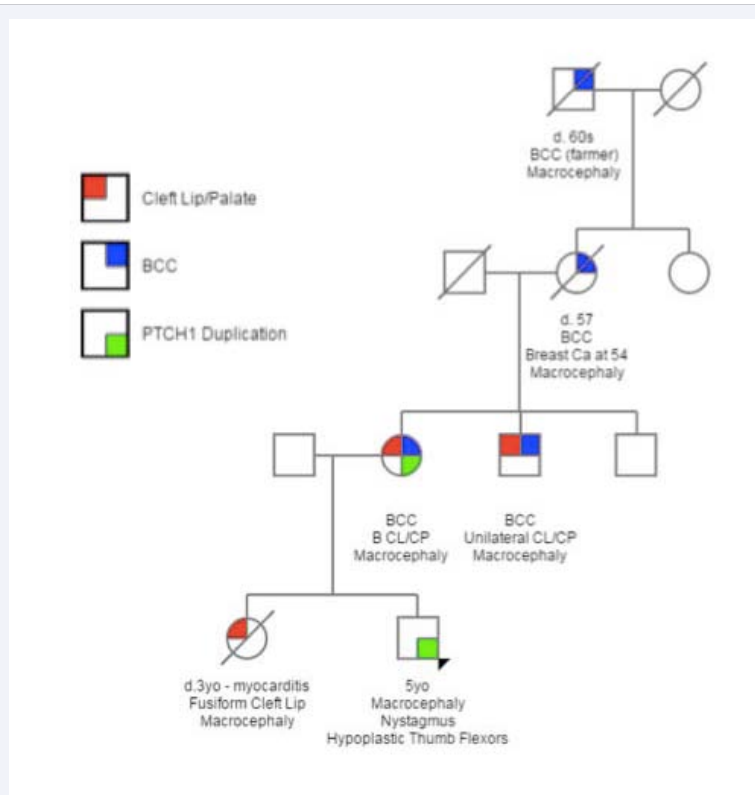 d. 60s
BCC (farmer)
Macrocephaly
Cleft Lip/Palate
BCC
PTCH1 Duplication
d. 57
BCC
Breast Ca at 54
Macrocephaly
BCC
B CL/CP
Macrocephaly
BCC
Unilateral CL/CP
Macrocephaly
d.3yo - myocarditis
Fusiform Cleft Lip
Macrocephaly
5yo
Macrocephaly
Nystagmus
Hypoplastic Thumb Flexors